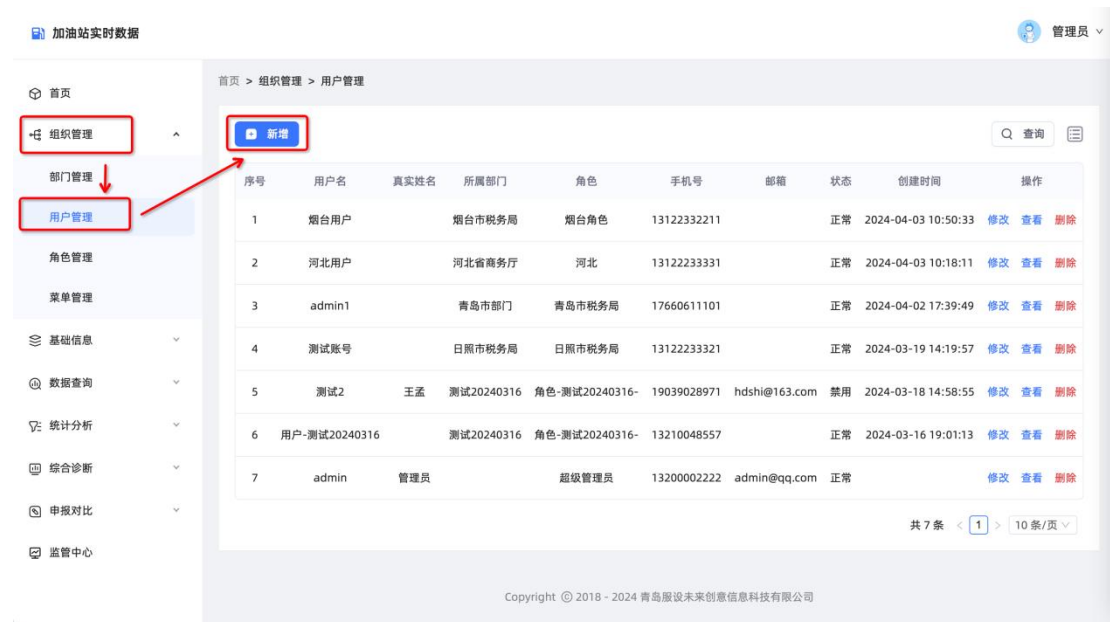 加油站实时数据
管理员
首页 > 组织管理 > 用户管理
首页
组织管理
部门管理
用户管理
角色管理
菜单管理
基础信息
数据查询
统计分析
综合诊断
申报对比
监管中心
新增
查询
序号 用户名 真实姓名 所属部门 角色 手机号 邮箱 状态 创建时间 操作
1 烟台用户 烟台市税务局 烟台角色 13122332211 正常 2024-04-03 10:50:33 修改 查看 删除
2 河北用户 河北省商务厅 河北 13122233331 正常 2024-04-03 10:18:11 修改 查看 删除
3 admin1 青岛市部门 青岛市税务局 17660611101 正常 2024-04-02 17:39:49 修改 查看 删除
4 测试账号 日照市税务局 日照市税务局 13122233321 正常 2024-03-19 14:19:57 修改 查看 删除
5 测试2 王孟 测试20240316 角色-测试20240316- 19039028971 hdshi@163.com 禁用 2024-03-18 14:58:55 修改 查看 删除
6 用户-测试20240316 测试20240316 角色-测试20240316- 13210048557 正常 2024-03-16 19:01:13 修改 查看 删除
7 admin 管理员 超级管理员 13200002222 admin@qq.com 正常 修改 查看 删除
共 7 条 < 1 > 10 条/页
Copyright © 2018 - 2024 青岛服设未来创意信息科技有限公司